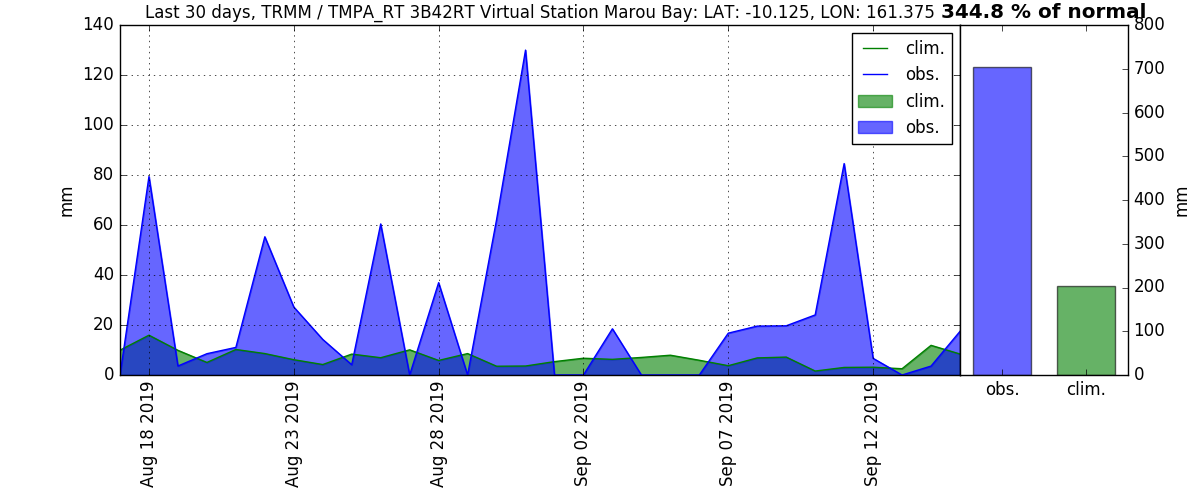 Last 30 days, TRMM / TMPA_RT 3B42RT Virtual Station Marou Bay: LAT: -10.125, LON: 161.375 344.8 % of normal
140
120
100
80
60
40
20
0
mm
clim.
obs.
clim.
obs.
800
700
600
500
400
300
200
100
0
mm
obs.
clim.
Aug 18 2019
Aug 23 2019
Aug 28 2019
Sep 02 2019
Sep 07 2019
Sep 12 2019